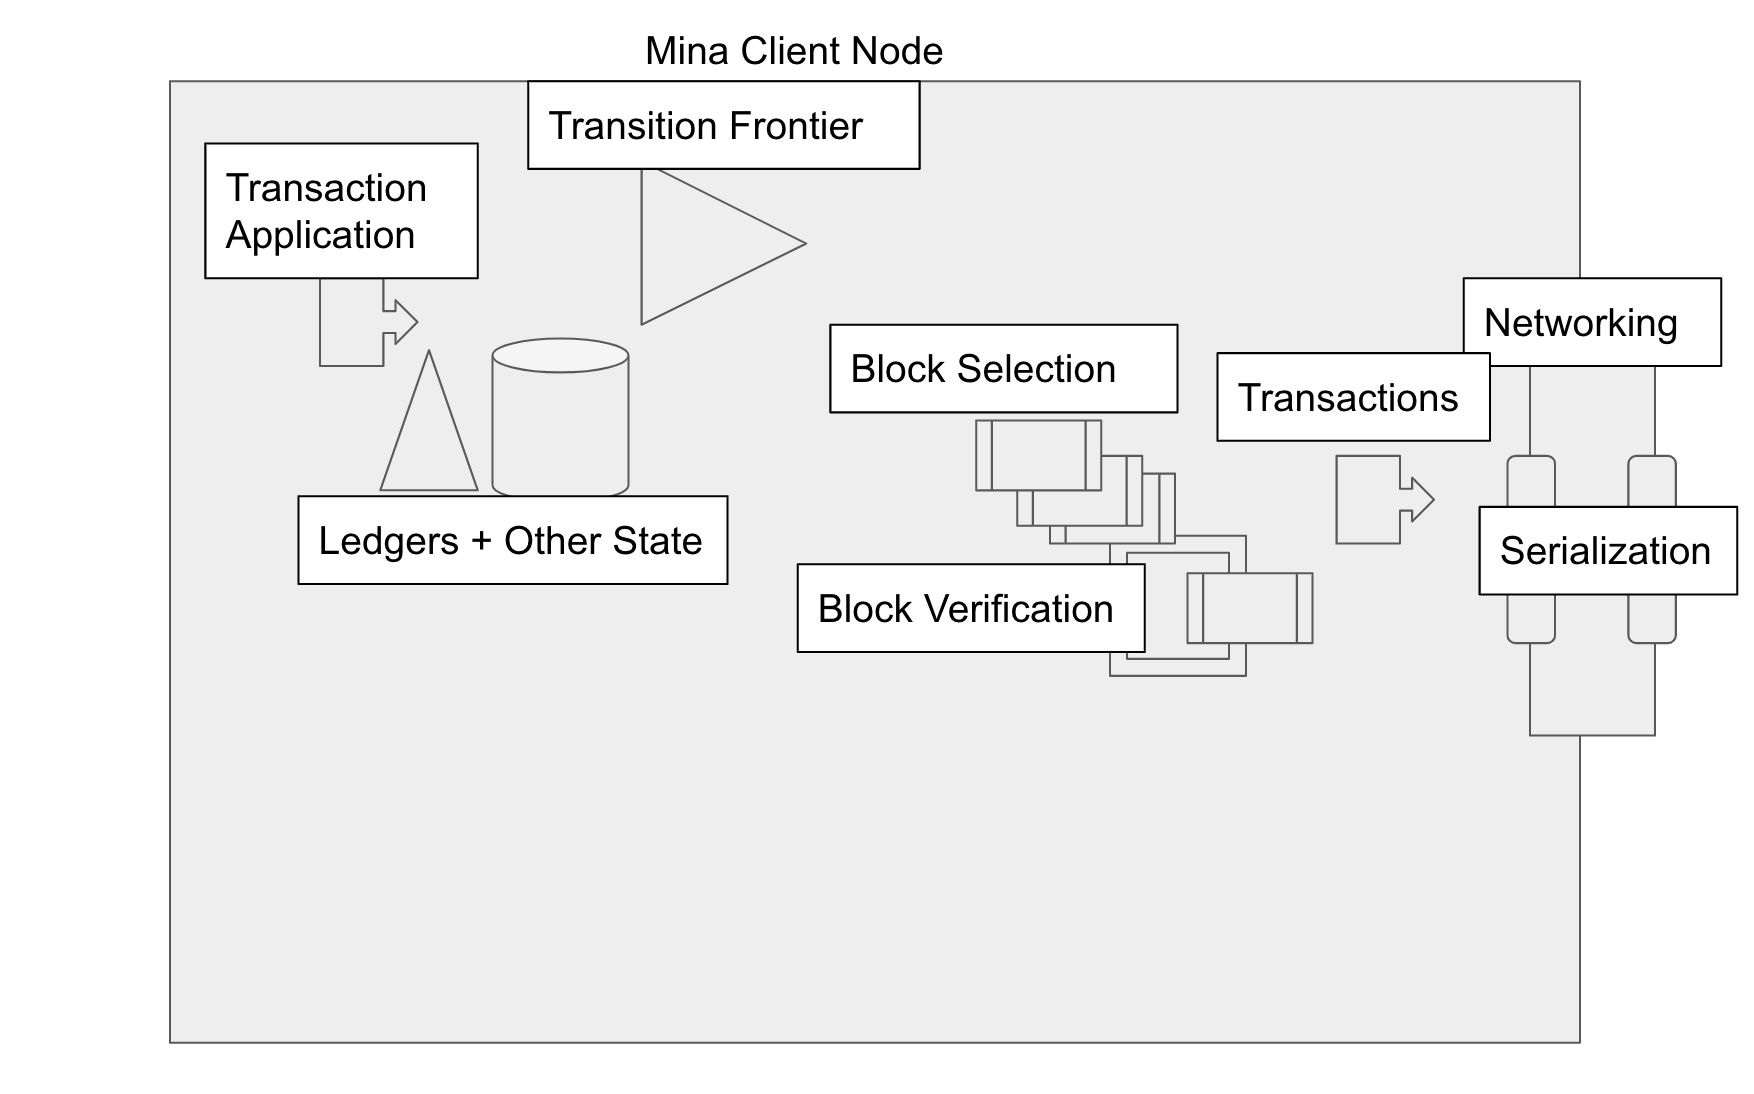 Mina Client Node
Transition Frontier
Transaction
Application
Networking
Block Selection
Transactions
Ledgers + Other State
Serialization
Block Verification